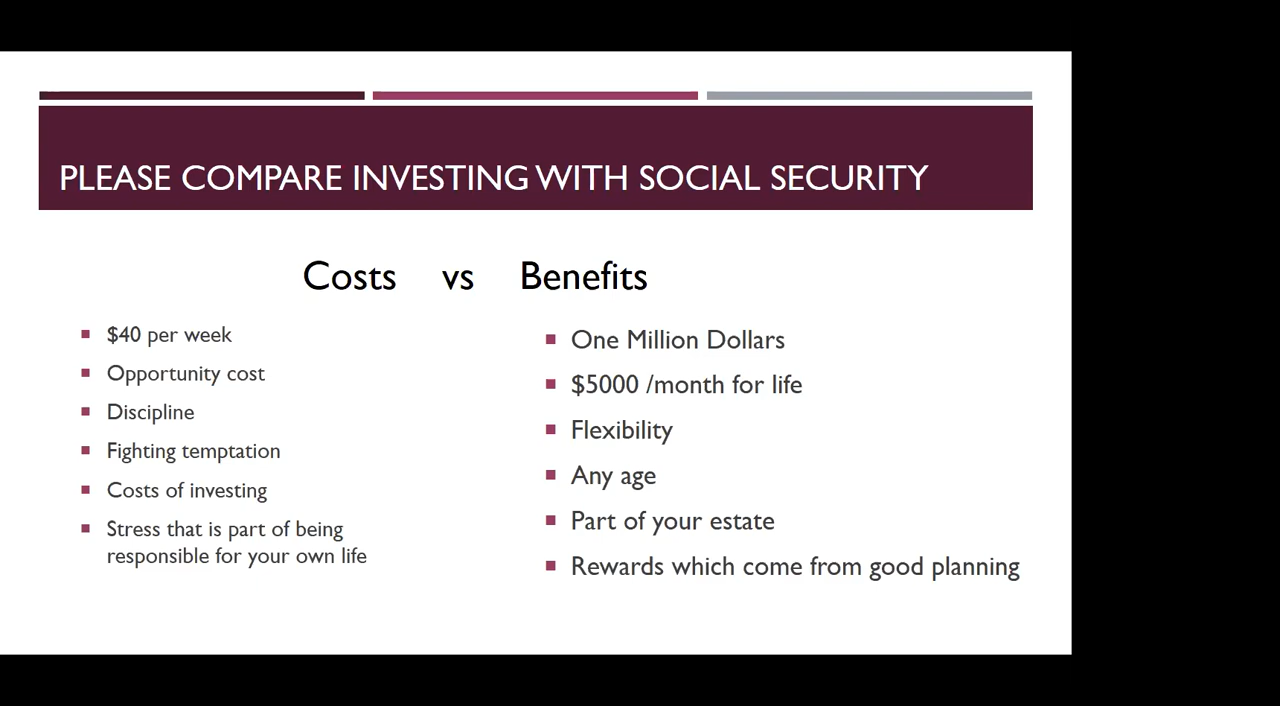 PLEASE COMPARE INVESTING WITH SOCIAL SECURITY
Costs vs Benefits
$40 per week
Opportunity cost
Discipline
Fighting temptation
Costs of investing
Stress that is part of being
responsible for your own life
One Million Dollars
$5000 /month for life
Flexibility
Any age
Part of your estate
Rewards which come from good planning